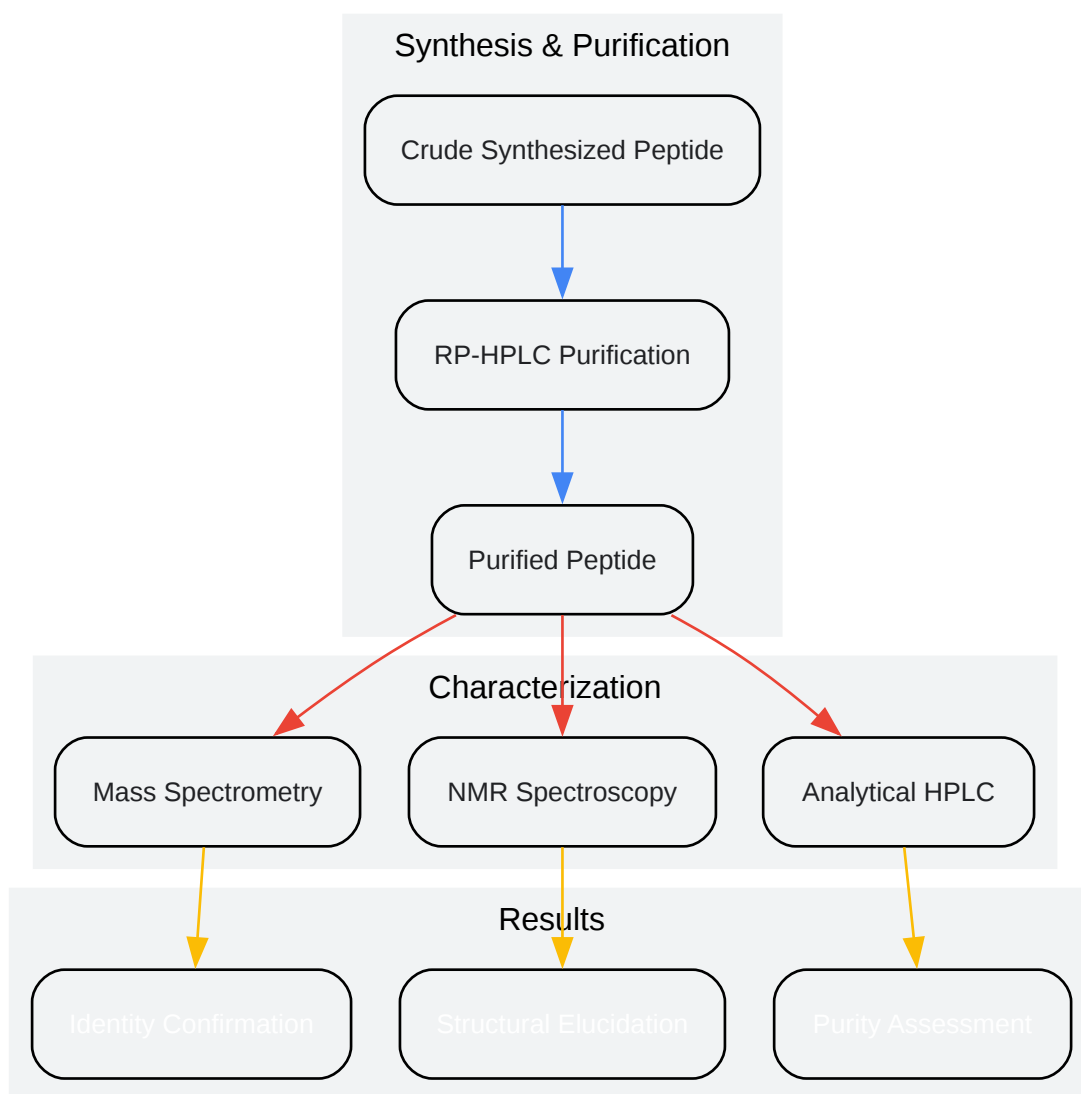 Synthesis & Purification
Crude Synthesized Peptide
RP-HPLC Purification
Purified Peptide
Characterization
Mass Spectrometry
NMR Spectroscopy
Analytical HPLC
Results
Identity Confirmation
Structural Elucidation
Purity Assessment